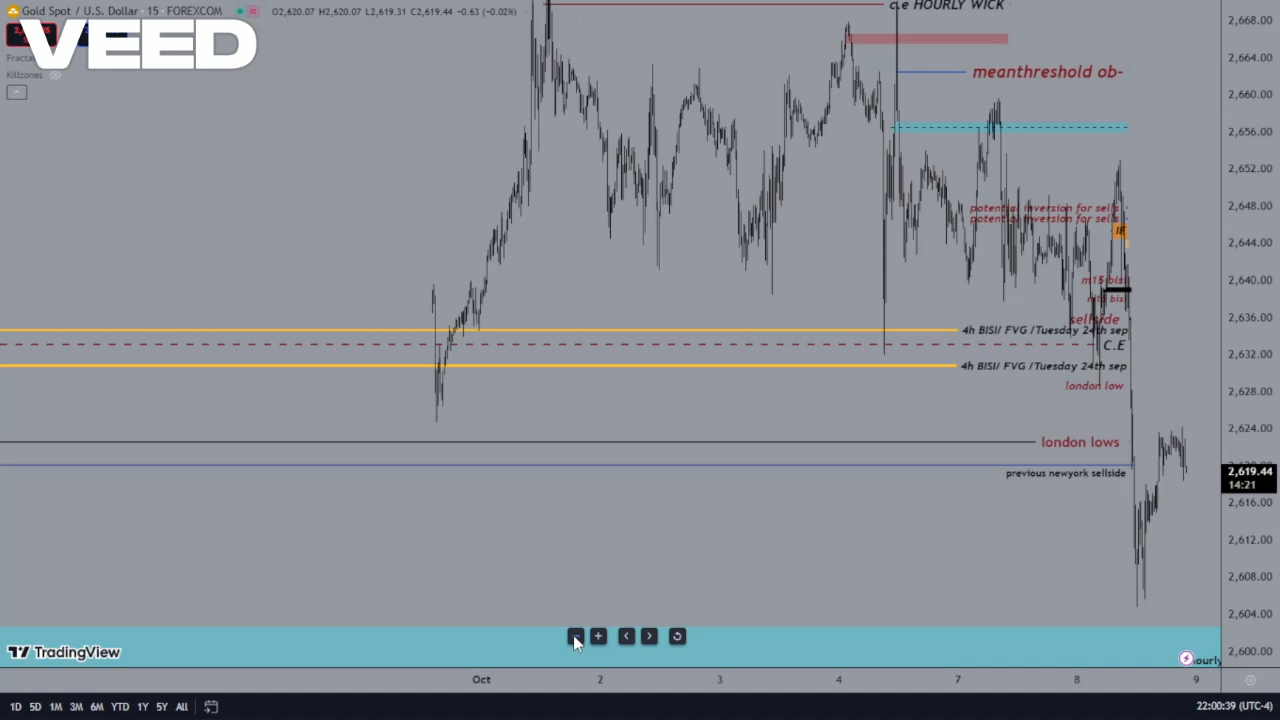 Gold Spot / U.S. Dollar · 15 · FOREXCOM O2,620.07 H2,620.07 L2,619.31 C2,619.44 −0.63 (−0.02%)
VEED
Killzones
c.e HOURLY WICK
meanthreshold ob-
potential inversion for sells
potential inversion for sells
m15 bisi
sellside
4h BISI/ FVG /Tuesday 24th sep
C.E
4h BISI/ FVG /Tuesday 24th sep
london low
london lows
previous newyork sellside
2,668.00
2,664.00
2,660.00
2,656.00
2,652.00
2,648.00
2,644.00
2,640.00
2,636.00
2,632.00
2,628.00
2,624.00
2,619.44
14:21
2,616.00
2,612.00
2,608.00
2,604.00
2,600.00
TradingView
hourly
Oct 2 3 4 7 8 9
1D 5D 1M 3M 6M YTD 1Y 5Y All
22:00:39 (UTC-4)